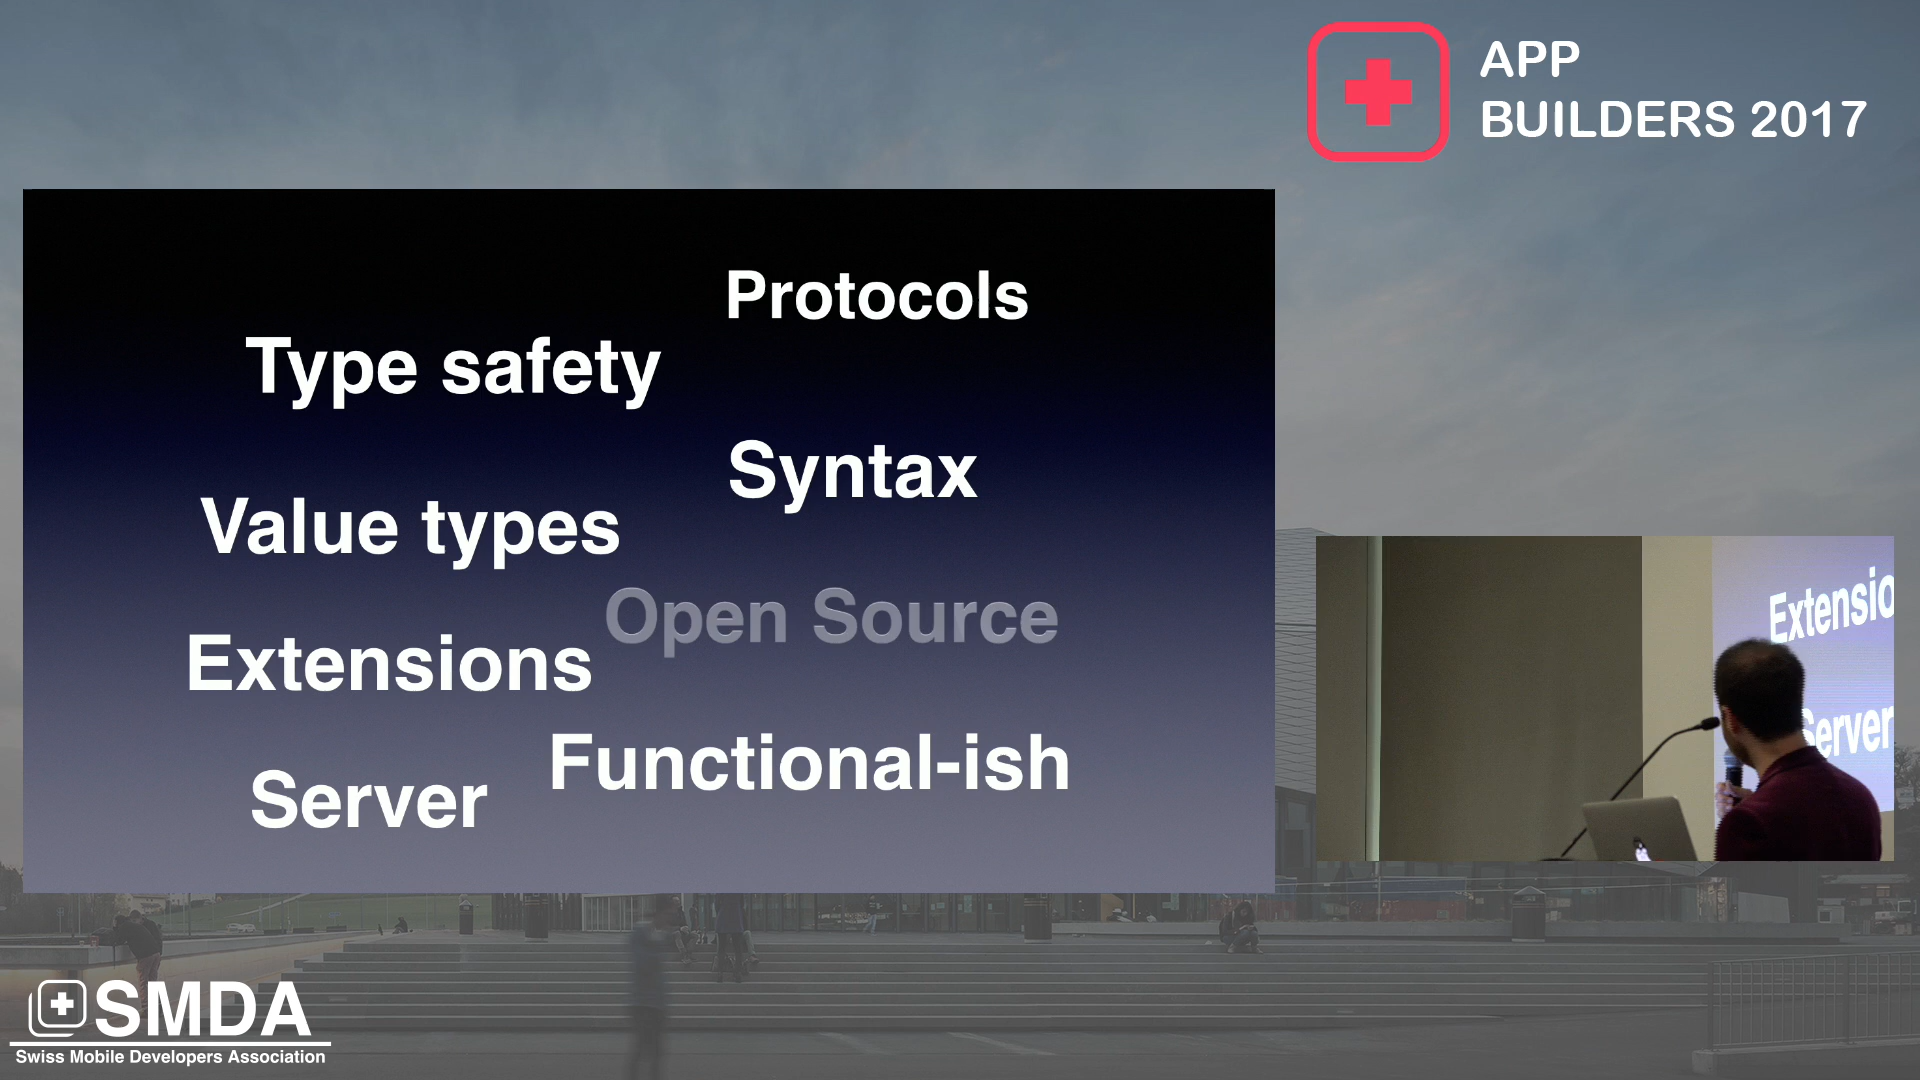 APP
BUILDERS 2017
Protocols
Type safety
Syntax
Value types
Open Source
Extensions
Functional-ish
Server
Extensio
Server
SMDA
Swiss Mobile Developers Association